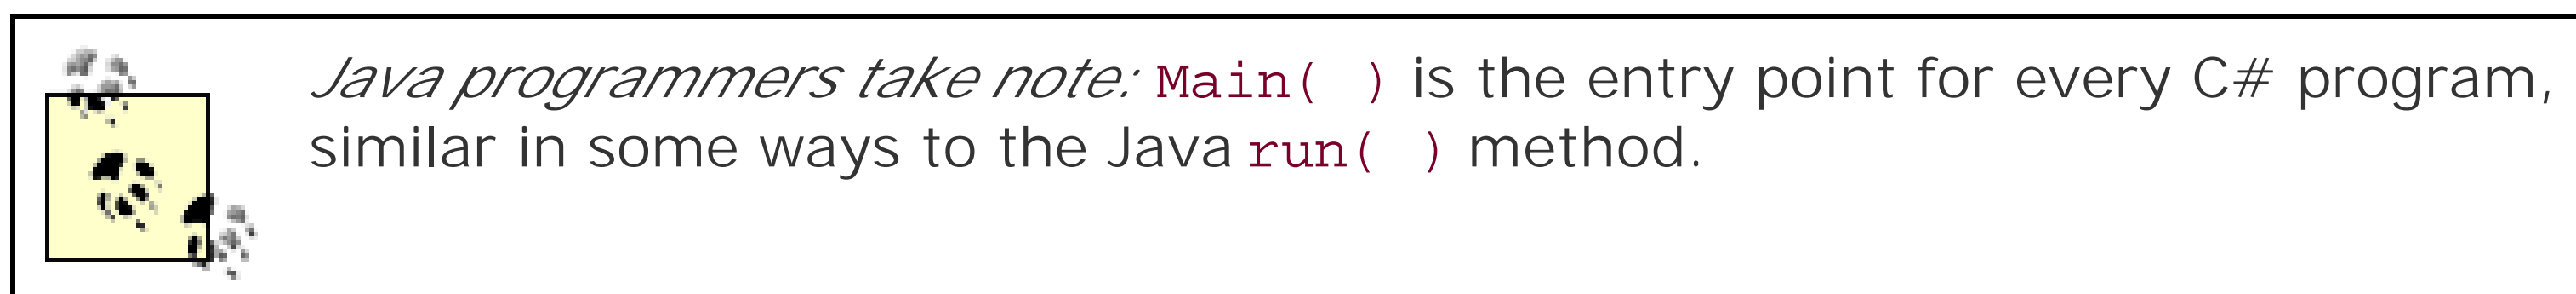 Java programmers take note: Main( ) is the entry point for every C# program,
similar in some ways to the Java run( ) method.